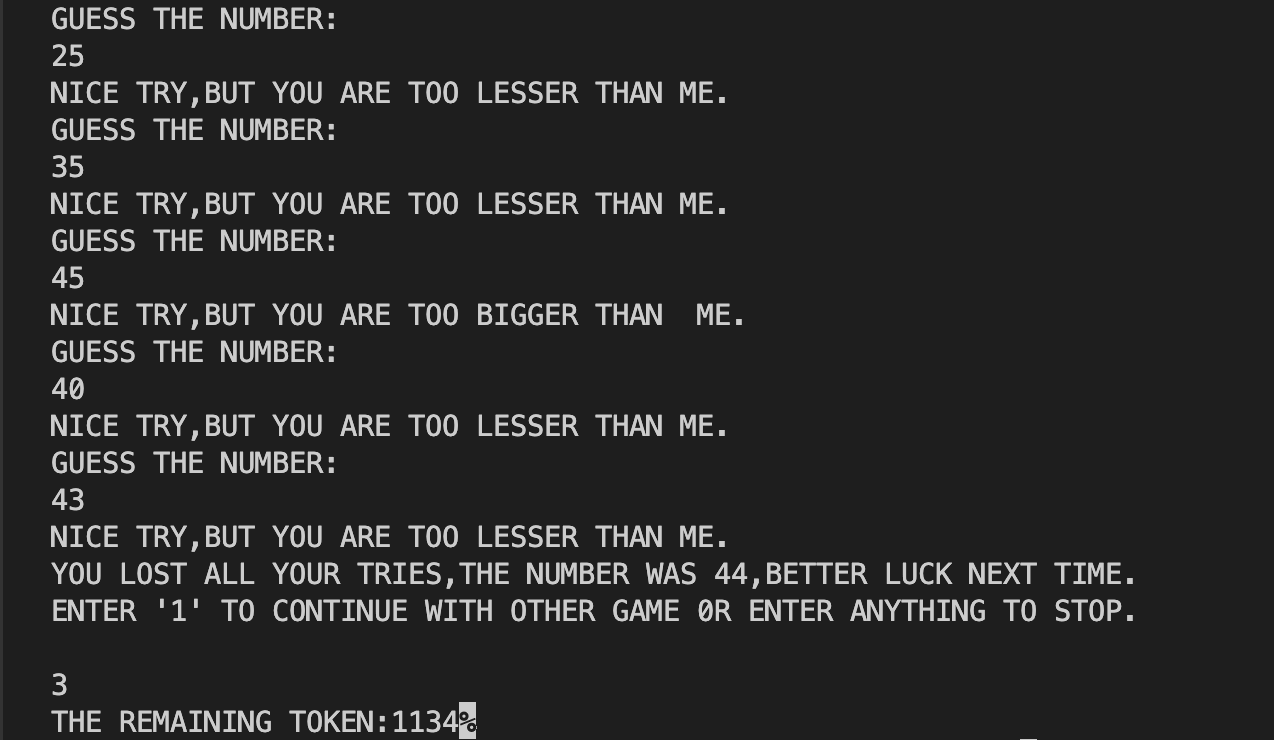 GUESS THE NUMBER:
25
NICE TRY,BUT YOU ARE TOO LESSER THAN ME.
GUESS THE NUMBER:
35
NICE TRY,BUT YOU ARE TOO LESSER THAN ME.
GUESS THE NUMBER:
45
NICE TRY,BUT YOU ARE TOO BIGGER THAN  ME.
GUESS THE NUMBER:
40
NICE TRY,BUT YOU ARE TOO LESSER THAN ME.
GUESS THE NUMBER:
43
NICE TRY,BUT YOU ARE TOO LESSER THAN ME.
YOU LOST ALL YOUR TRIES,THE NUMBER WAS 44,BETTER LUCK NEXT TIME.
ENTER '1' TO CONTINUE WITH OTHER GAME 0R ENTER ANYTHING TO STOP.
3
THE REMAINING TOKEN:1134%